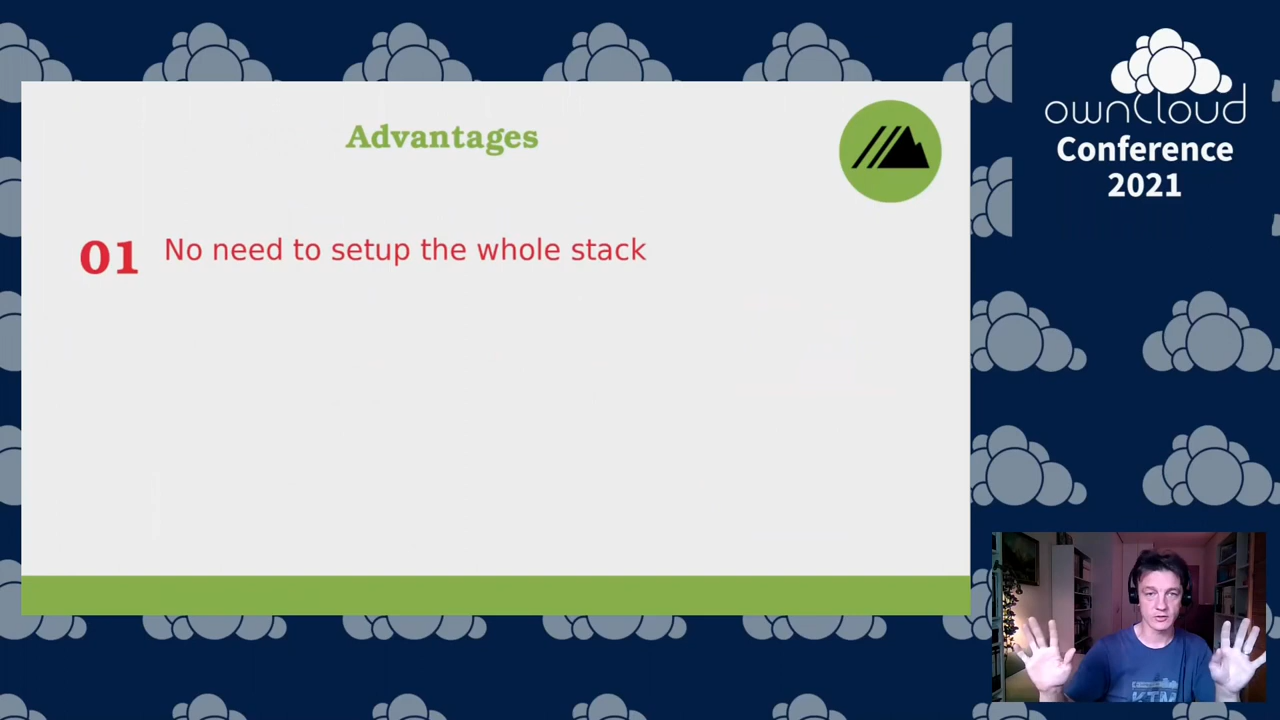 Advantages
01 No need to setup the whole stack
ownCloud
Conference
2021